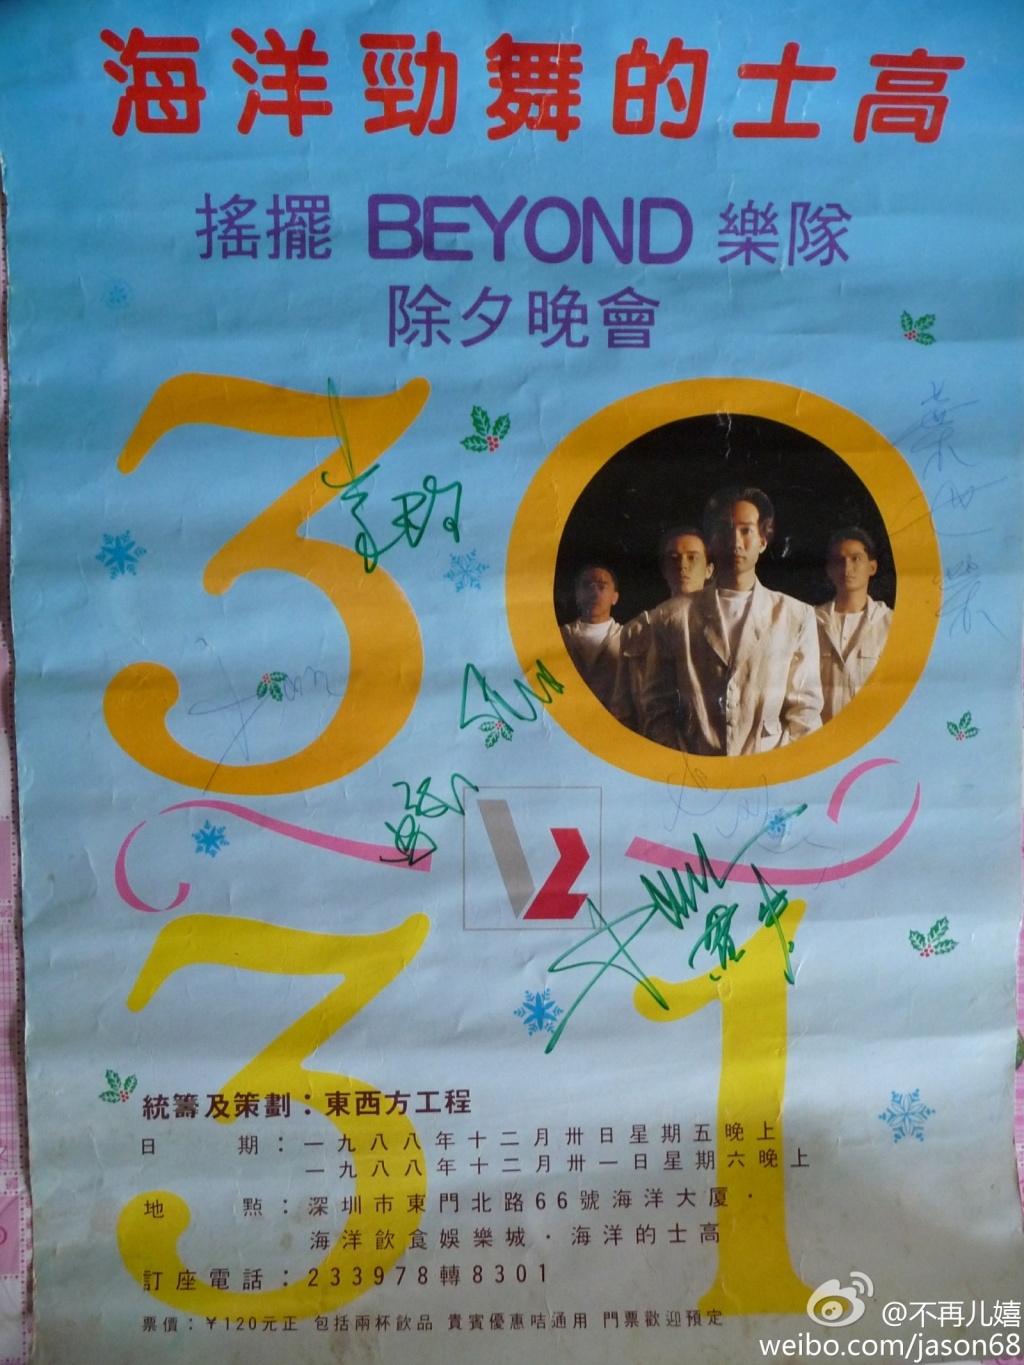 海洋勁舞的士高
搖擺 BEYOND 樂隊
除夕晚會
30
31
統籌及策劃：東西方工程
日 期：一九八八年十二月卅日星期五晚上
一九八八年十二月卅一日星期六晚上
地 點：深圳市東門北路66號海洋大厦·
海洋飲食娛樂城·海洋的士高
訂座電話：233978轉8301
票價：¥120元正 包括兩杯飲品 貴賓優惠咭通用 門票歡迎預定
@不再儿嬉
weibo.com/jason68